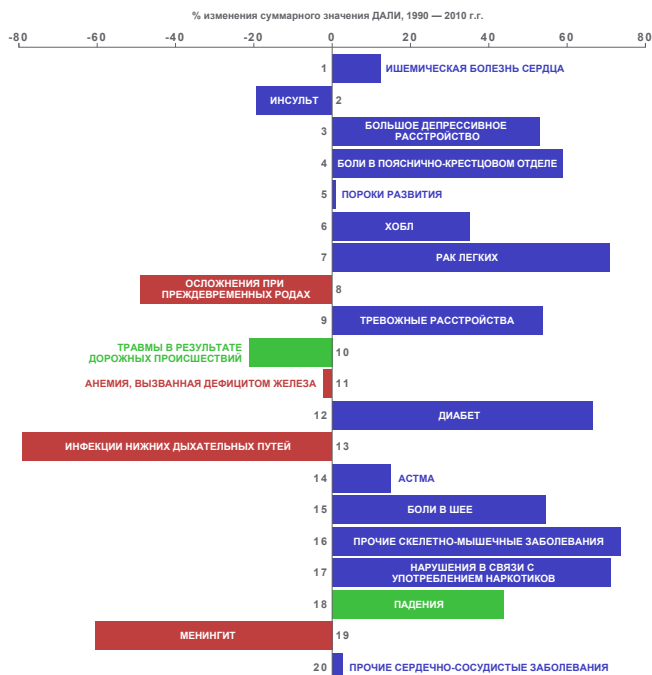 % изменения суммарного значения ДАЛИ, 1990 — 2010 г.г.
-80 -60 -40 -20 0 20 40 60 80
1 ИШЕМИЧЕСКАЯ БОЛЕЗНЬ СЕРДЦА
ИНСУЛЬТ 2
3 БОЛЬШОЕ ДЕПРЕССИВНОЕ
РАССТРОЙСТВО
4 БОЛИ В ПОЯСНИЧНО-КРЕСТЦОВОМ ОТДЕЛЕ
5 ПОРОКИ РАЗВИТИЯ
6 ХОБЛ
7 РАК ЛЕГКИХ
ОСЛОЖНЕНИЯ ПРИ
ПРЕЖДЕВРЕМЕННЫХ РОДАХ 8
9 ТРЕВОЖНЫЕ РАССТРОЙСТВА
ТРАВМЫ В РЕЗУЛЬТАТЕ
ДОРОЖНЫХ ПРОИСШЕСТВИЙ 10
АНЕМИЯ, ВЫЗВАННАЯ ДЕФИЦИТОМ ЖЕЛЕЗА 11
12 ДИАБЕТ
ИНФЕКЦИИ НИЖНИХ ДЫХАТЕЛЬНЫХ ПУТЕЙ 13
14 АСТМА
15 БОЛИ В ШЕЕ
16 ПРОЧИЕ СКЕЛЕТНО-МЫШЕЧНЫЕ ЗАБОЛЕВАНИЯ
17 НАРУШЕНИЯ В СВЯЗИ С
УПОТРЕБЛЕНИЕМ НАРКОТИКОВ
18 ПАДЕНИЯ
МЕНИНГИТ 19
20 ПРОЧИЕ СЕРДЕЧНО-СОСУДИСТЫЕ ЗАБОЛЕВАНИЯ